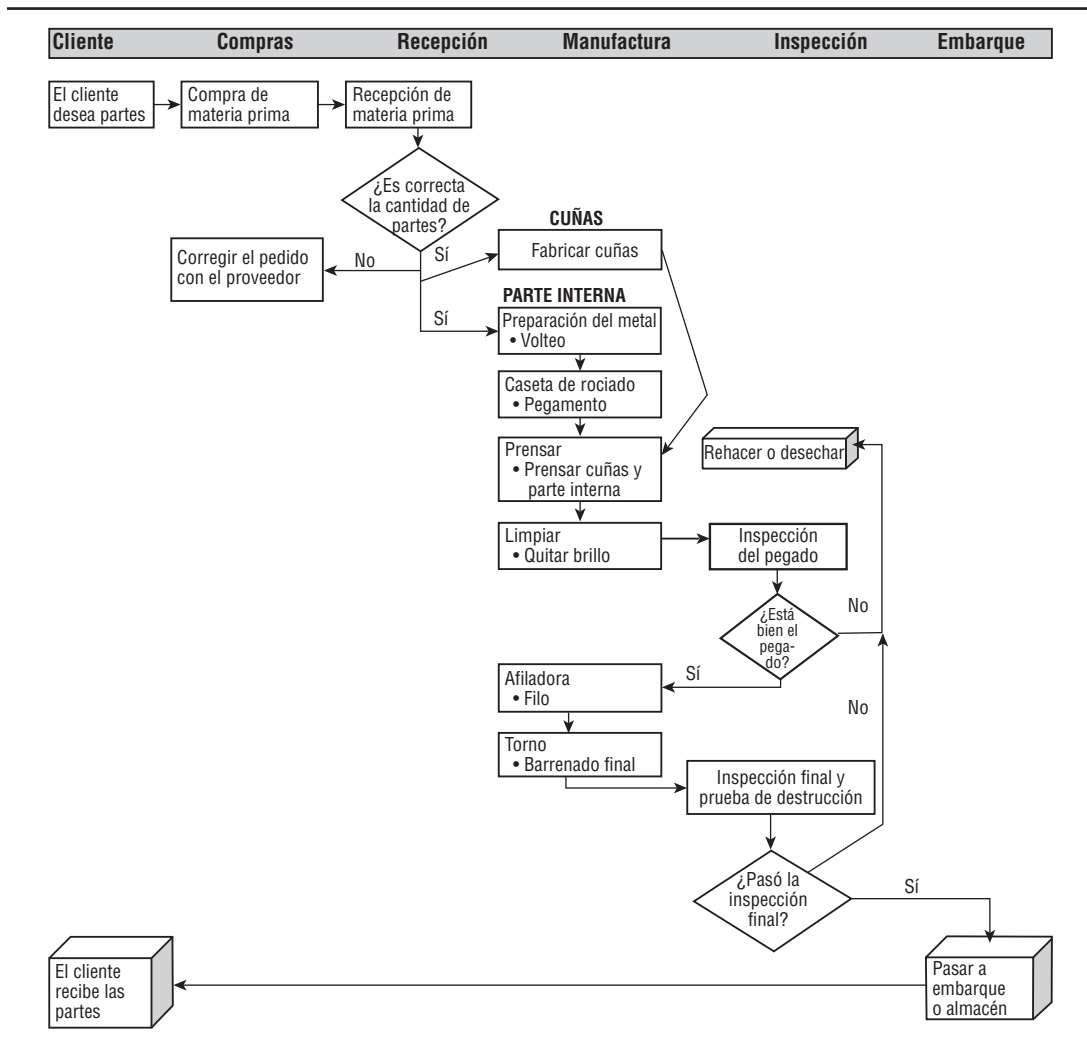 Cliente Compras Recepción Manufactura Inspección Embarque
El cliente
desea partes
Compra de
materia prima
Recepción de
materia prima
¿Es correcta
la cantidad de
partes?
CUÑAS
Fabricar cuñas
Corregir el pedido
con el proveedor
No
Sí
Sí
PARTE INTERNA
Preparación del metal
• Volteo
Caseta de rociado
• Pegamento
Prensar
• Prensar cuñas y
parte interna
Rehacer o desechar
Limpiar
• Quitar brillo
Inspección
del pegado
¿Está
bien el
pega-
do?
No
Sí
Afiladora
• Filo
No
Torno
• Barrenado final
Inspección final y
prueba de destrucción
¿Pasó la
inspección
final?
Sí
Pasar a
embarque
o almacén
El cliente
recibe las
partes